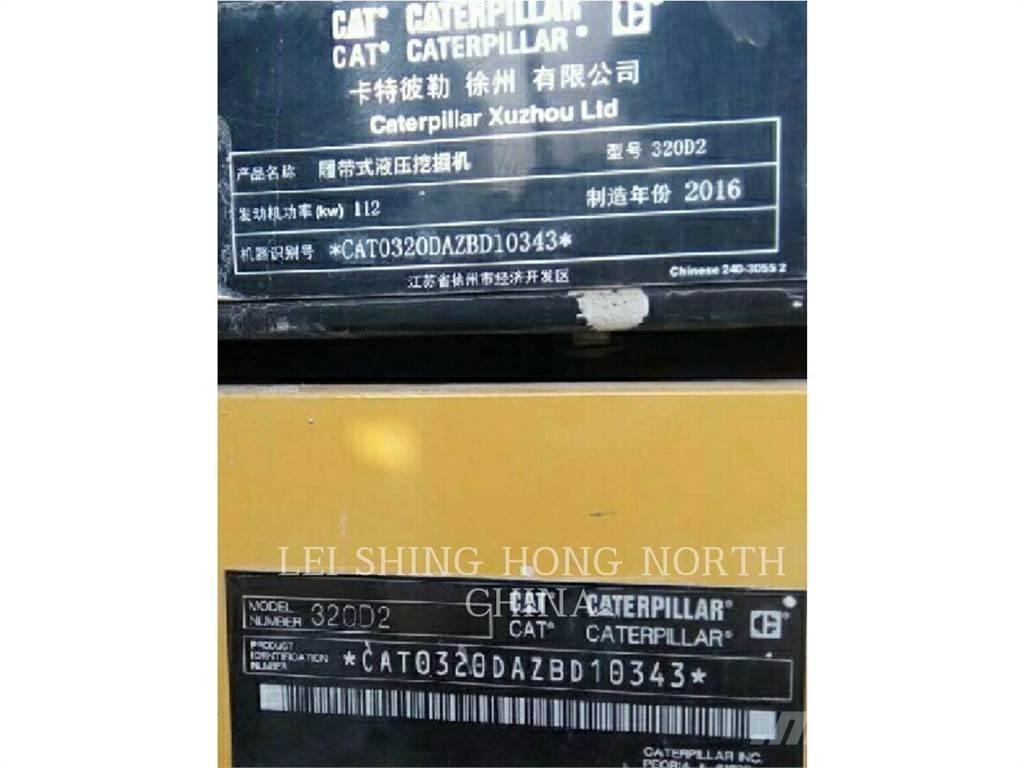 CAT® CATERPILLAR
CAT® CATERPILLAR®
卡特彼勒 徐州 有限公司
Caterpillar Xuzhou Ltd
产品名称 履带式液压挖掘机 型号 320D2
发动机功率(kw) 112 制造年份 2016
机器识别号 *CAT0320DAZBD10343*
江苏省徐州市经济开发区 Chinese 240-3055 2
LEI SHING HONG NORTH
CHINA
MODEL
NUMBER 320D2
CAT® CATERPILLAR®
CAT® CATERPILLAR®
PRODUCT
IDENTIFICATION
NUMBER *CAT0320DAZBD10343*
CATERPILLAR INC.
PEORIA